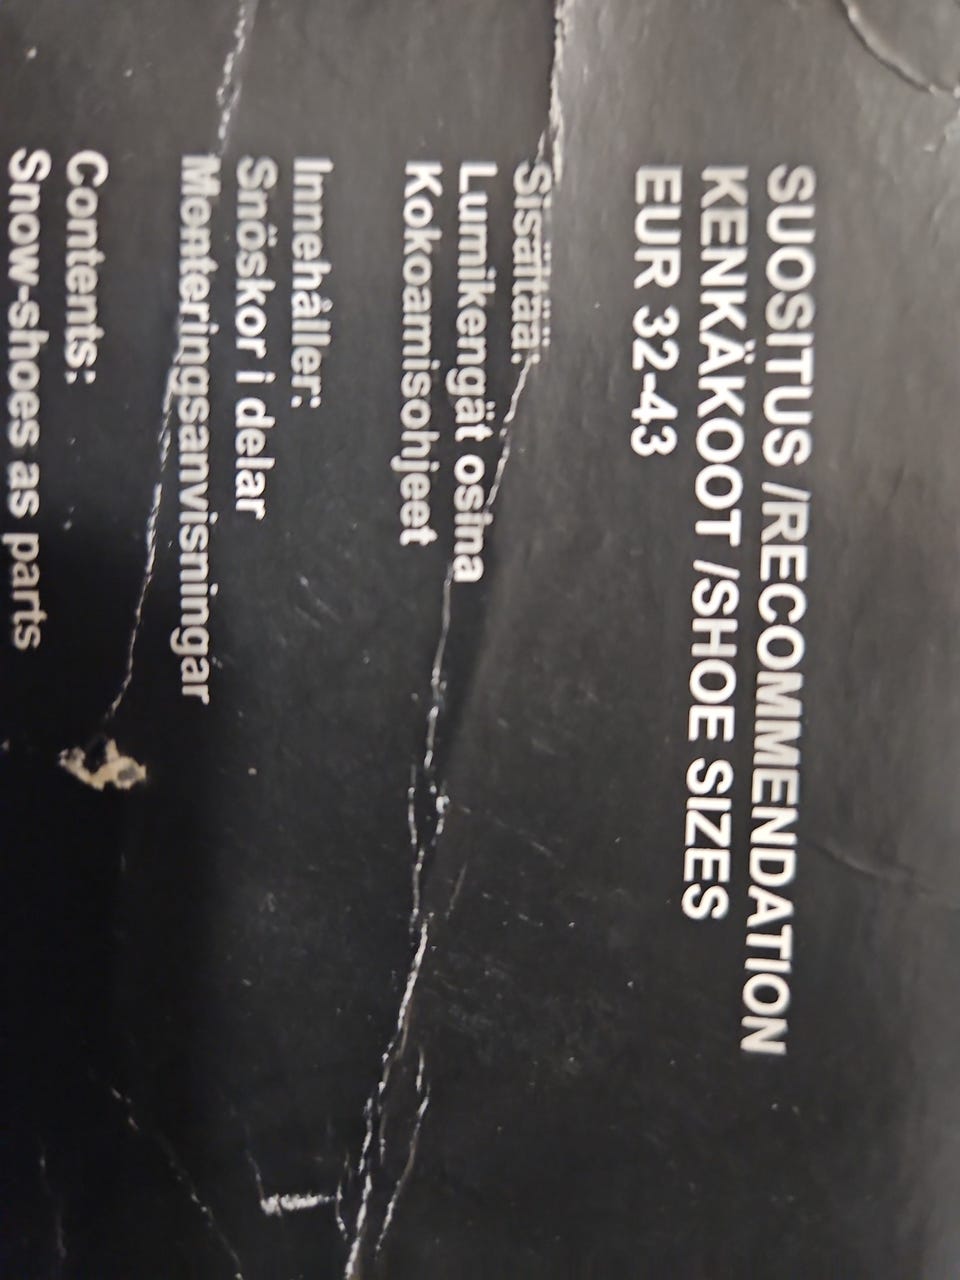 SUOSITUS /RECOMMENDATION
KENKÄKOOT /SHOE SIZES
EUR 32-43
Sisältää:
Lumikengät osina
Kokoamisohjeet
Innehåller:
Snöskor i delar
Monteringsanvisningar
Contents:
Snow-shoes as parts